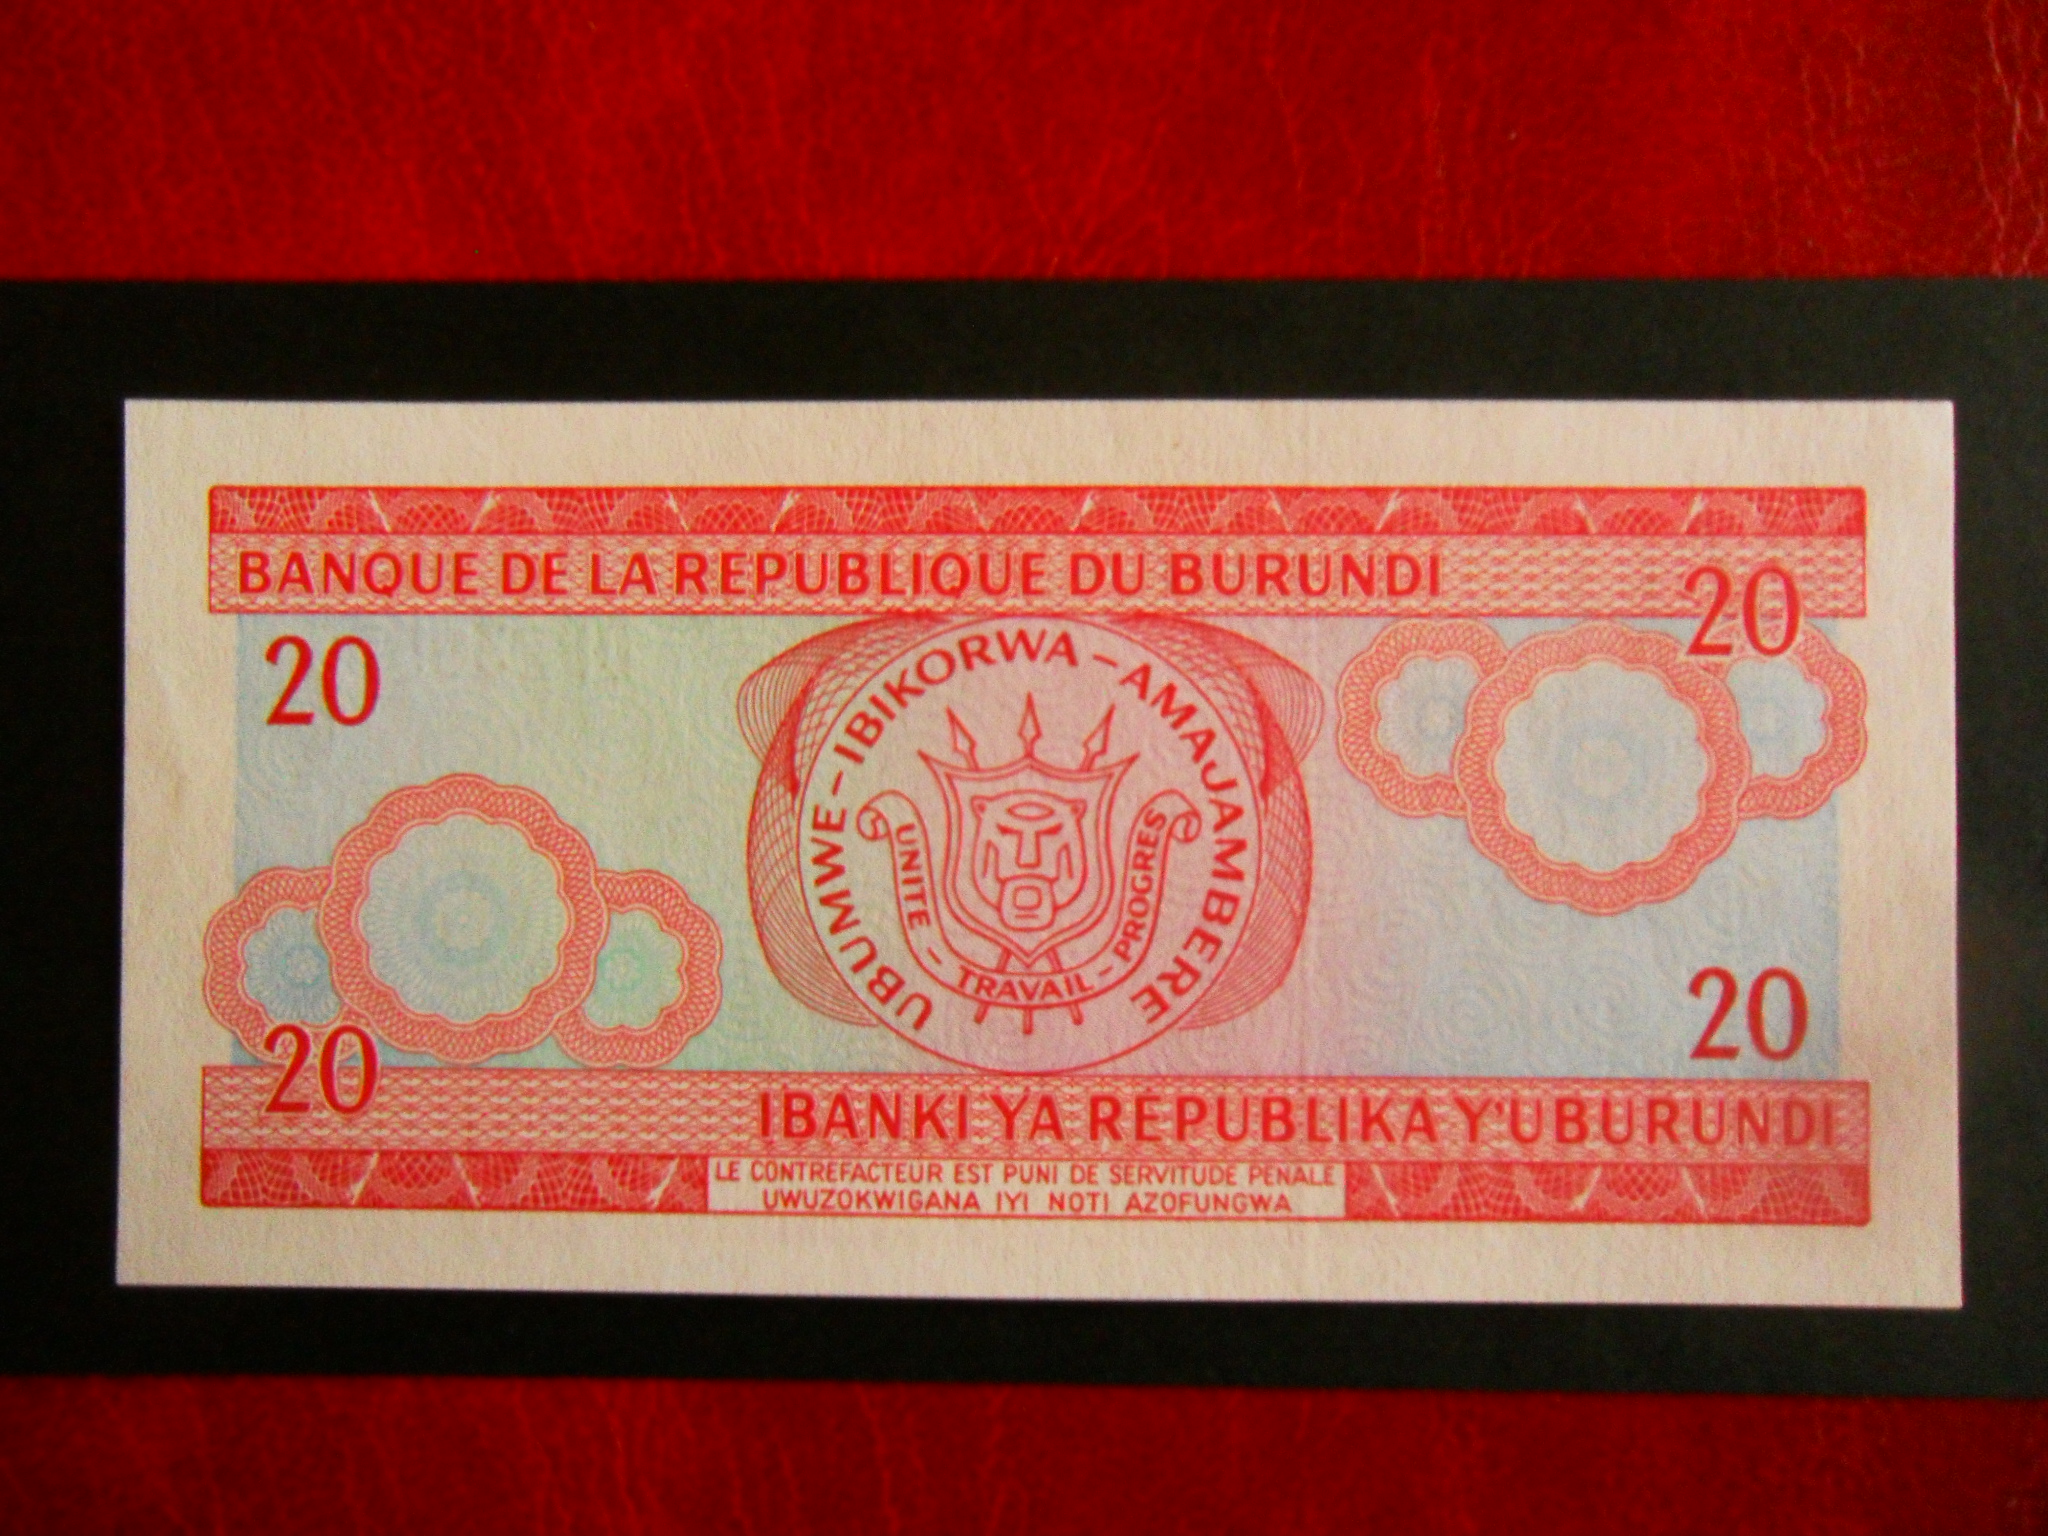 BANQUE DE LA REPUBLIQUE DU BURUNDI
20
20
UBUMWE - IBIKORWA - AMAJAMBERE
UNITE - TRAVAIL - PROGRES
20
20
IBANKI YA REPUBLIKA Y'UBURUNDI
LE CONTREFACTEUR EST PUNI DE SERVITUDE PENALE
UWUZOKWIGANA IYI NOTI AZOFUNGWA